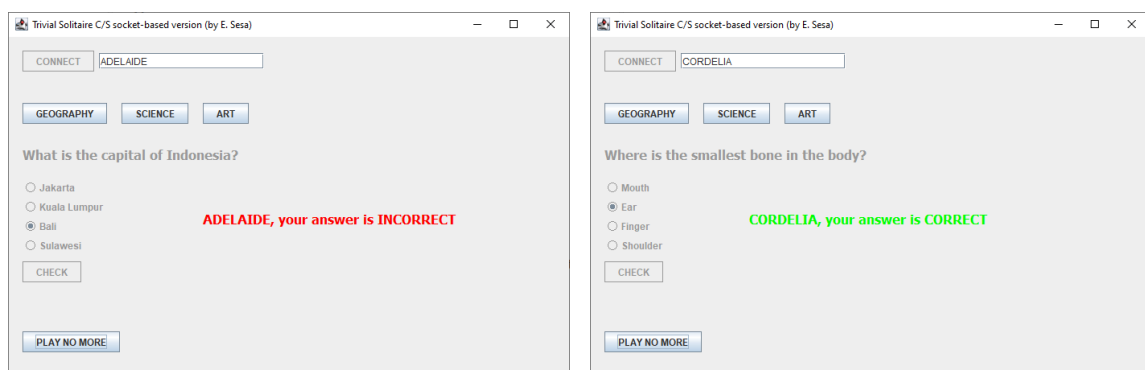 Trivial Solitaire C/S socket-based version (by E. Sesa)
CONNECT ADELAIDE
GEOGRAPHY SCIENCE ART
What is the capital of Indonesia?
Jakarta
Kuala Lumpur
Bali
Sulawesi
ADELAIDE, your answer is INCORRECT
CHECK
PLAY NO MORE
Trivial Solitaire C/S socket-based version (by E. Sesa)
CONNECT CORDELIA
GEOGRAPHY SCIENCE ART
Where is the smallest bone in the body?
Mouth
Ear
Finger
Shoulder
CORDELIA, your answer is CORRECT
CHECK
PLAY NO MORE